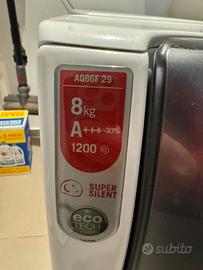 AQ86F 29
8kg
A+++ -30%
1200
SUPER
SILENT
eco
TECH
subito